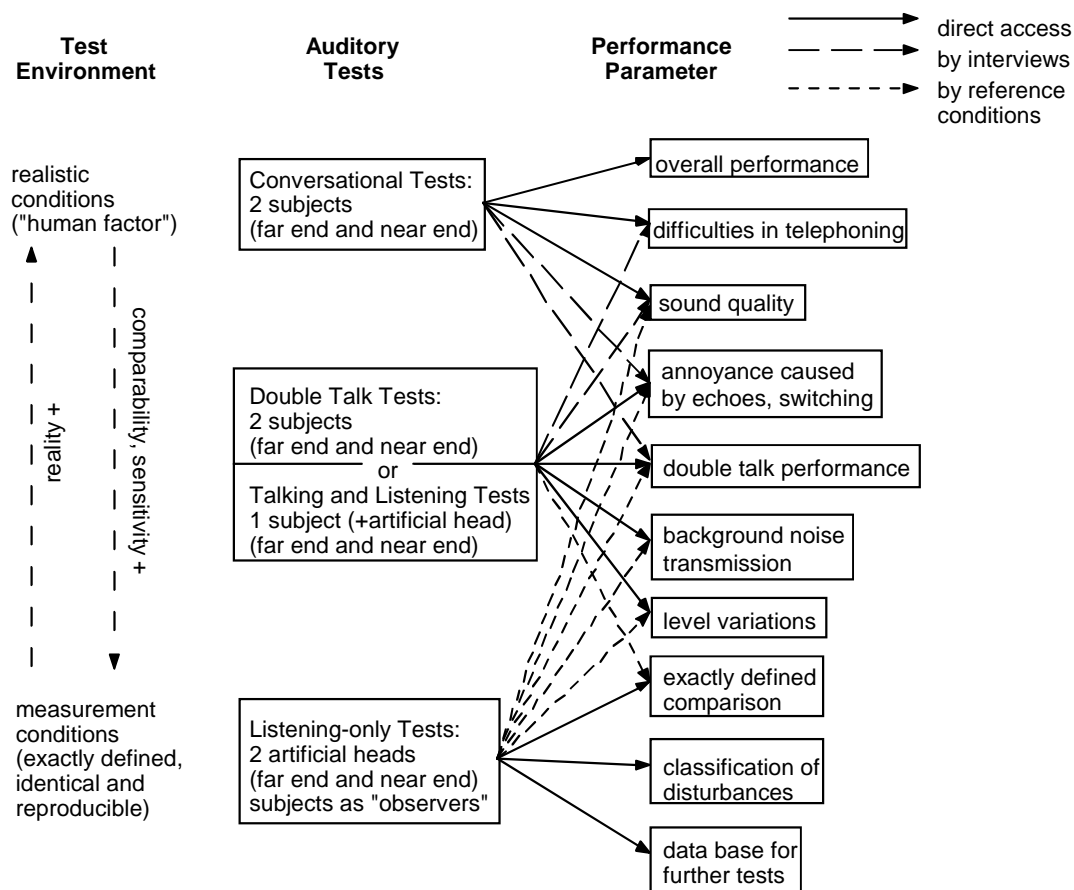 Test
Environment
Auditory
Tests
Performance
Parameter
direct access
by interviews
by reference
conditions
realistic
conditions
("human factor")
reality +
comparability, sensitivity +
measurement
conditions
(exactly defined,
identical and
reproducible)
Conversational Tests:
2 subjects
(far end and near end)
Double Talk Tests:
2 subjects
(far end and near end)
or
Talking and Listening Tests
1 subject (+artificial head)
(far end and near end)
Listening-only Tests:
2 artificial heads
(far end and near end)
subjects as "observers"
overall performance
difficulties in telephoning
sound quality
annoyance caused
by echoes, switching
double talk performance
background noise
transmission
level variations
exactly defined
comparison
classification of
disturbances
data base for
further tests